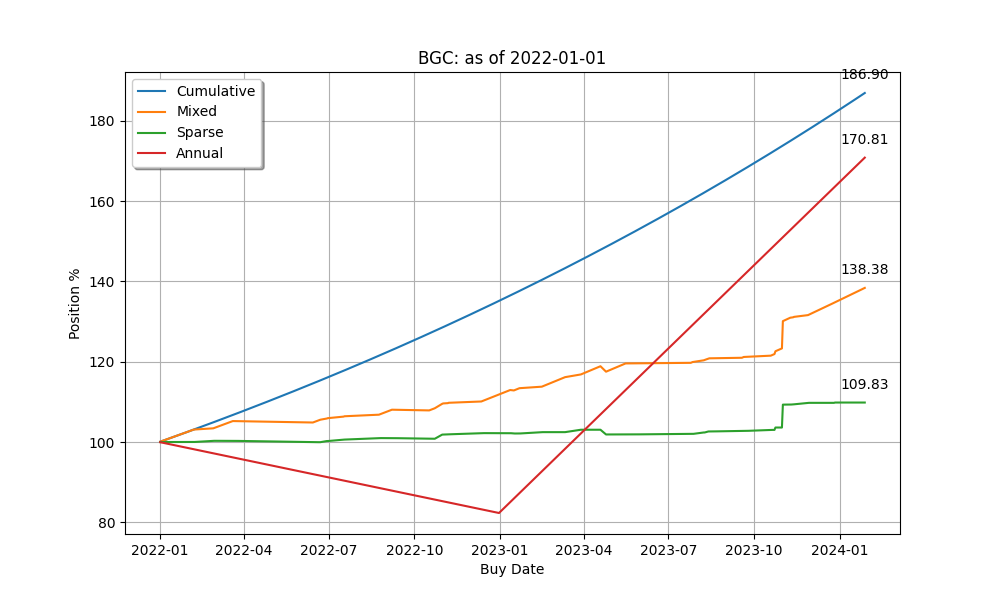 BGC: as of 2022-01-01
186.90
Cumulative
Mixed
Sparse
Annual
170.81
138.38
109.83
Position %
180
160
140
120
100
80
2022-01 2022-04 2022-07 2022-10 2023-01 2023-04 2023-07 2023-10 2024-01
Buy Date